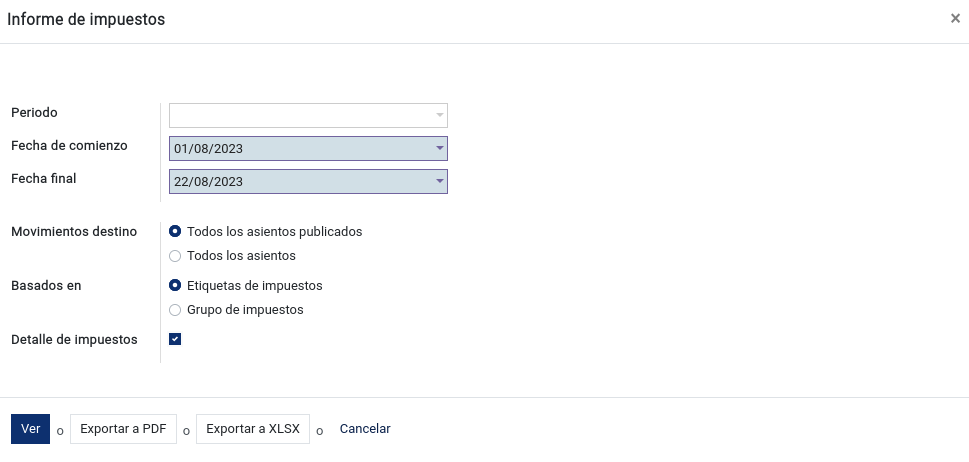 Informe de impuestos ×
Periodo
Fecha de comienzo 01/08/2023
Fecha final 22/08/2023
Movimientos destino Todos los asientos publicados
Todos los asientos
Basados en Etiquetas de impuestos
Grupo de impuestos
Detalle de impuestos
Ver o Exportar a PDF o Exportar a XLSX o Cancelar